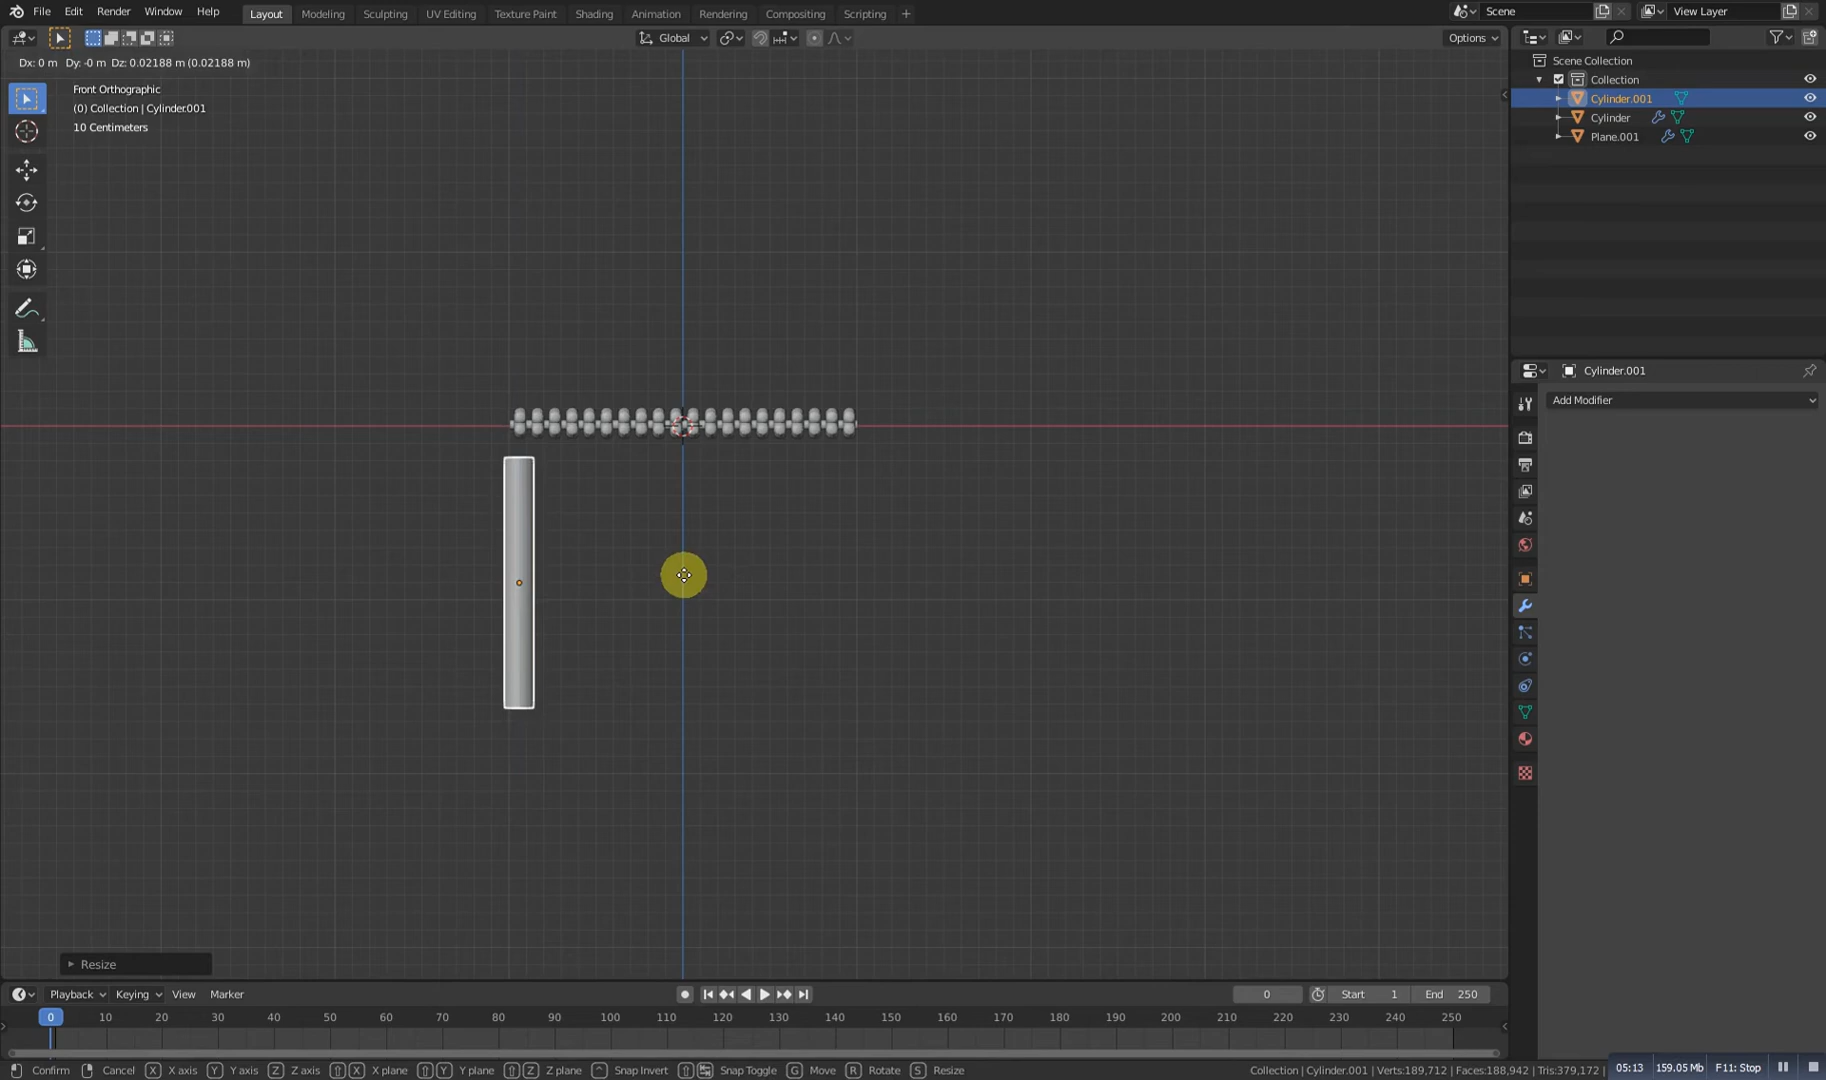 File Edit Render Window Help
Layout Modeling Sculpting UV Editing Texture Paint Shading Animation Rendering Compositing Scripting +
Scene
View Layer
Global
Options
Dx: 0 m Dy: -0 m Dz: 0.02188 m (0.02188 m)
Front Orthographic
(0) Collection | Cylinder.001
10 Centimeters
Scene Collection
Collection
Cylinder.001
Cylinder
Plane.001
Cylinder.001
Add Modifier
Resize
Playback Keying View Marker
0
Start 1
End 250
0 10 20 30 40 50 60 70 80 90 100 110 120 130 140 150 160 170 180 190 200 210 220 230 240 250
Confirm Cancel X X axis Y Y axis Z Z axis X X plane Y Y plane Z Z plane Snap Invert Snap Toggle G Move R Rotate S Resize
Collection | Cylinder.001 | Verts:189,712 | Faces:188,942 | Tris:379,172 |
05:13 159.05 Mb F11: Stop